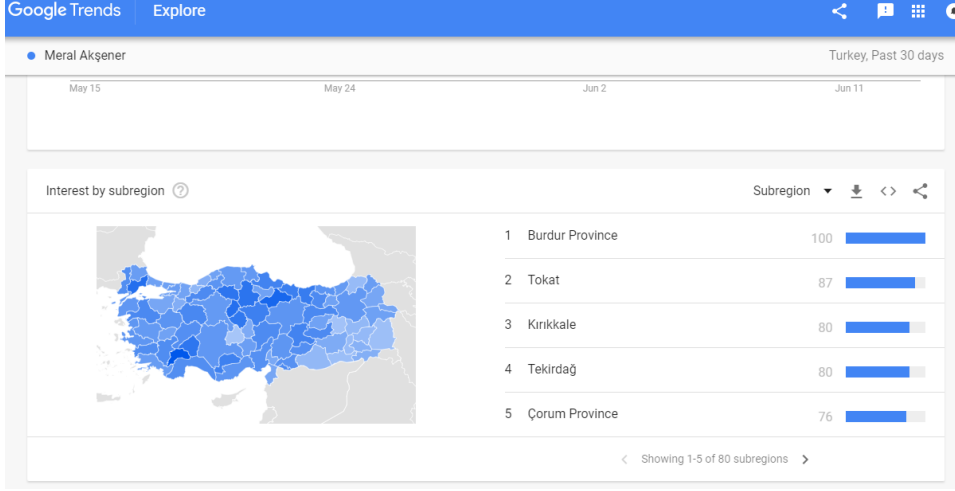 Google Trends Explore
Meral Akşener Turkey, Past 30 days
May 15 May 24 Jun 2 Jun 11
Interest by subregion ? Subregion
1 Burdur Province 100
2 Tokat 87
3 Kırıkkale 80
4 Tekirdağ 80
5 Çorum Province 76
Showing 1-5 of 80 subregions